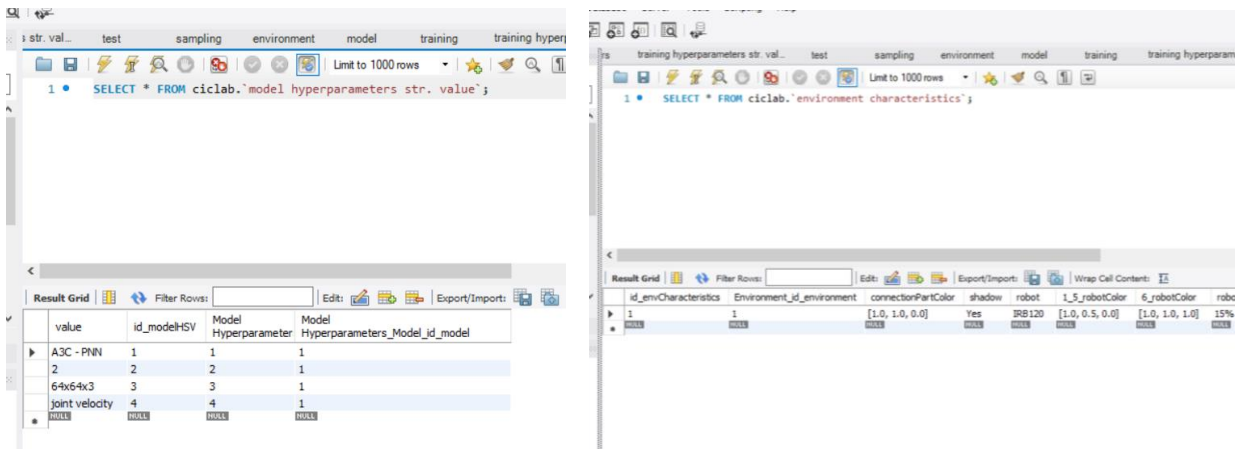 s str. val... test sampling environment model training training hyperp
Limit to 1000 rows
1 SELECT * FROM ciclab.`model hyperparameters str. value`;
Result Grid Filter Rows: Edit: Export/Import:
value id_modelHSV Model Hyperparameter Model Hyperparameters_Model_id_model
A3C - PNN 1 1 1
2 2 2 1
64x64x3 3 3 1
joint velocity 4 4 1
NULL NULL NULL NULL
rs training hyperparameters str. val... test sampling environment model training training hyperparam
Limit to 1000 rows
1 SELECT * FROM ciclab.`environment characteristics`;
Result Grid Filter Rows: Edit: Export/Import: Wrap Cell Content:
id_envCharacteristics Environment_id_environment connectionPartColor shadow robot 1_5_robotColor 6_robotColor robo
1 1 [1.0, 1.0, 0.0] Yes IRB120 [1.0, 0.5, 0.0] [1.0, 1.0, 1.0] 15%
NULL NULL NULL NULL NULL NULL NULL NULL